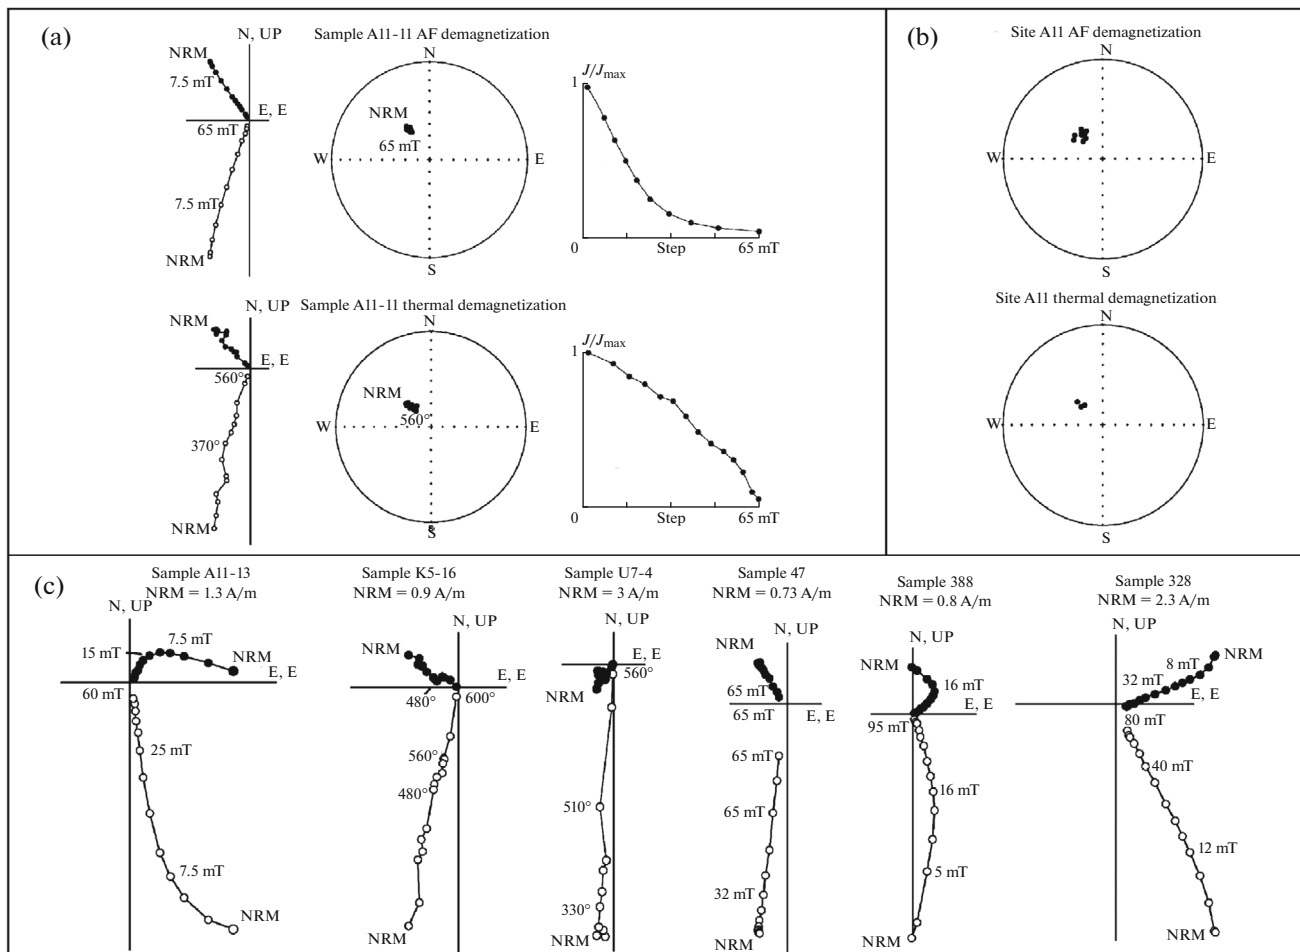 (a)
N, UP
Sample A11-11 AF demagnetization
NRM
7.5 mT
E, E
65 mT
7.5 mT
NRM
N
NRM
65 mT
W
E
S
J/Jmax
1
0
Step
65 mT
N, UP
Sample A11-11 thermal demagnetization
NRM
E, E
560°
370°
NRM
N
NRM
560°
W
E
S
J/Jmax
1
0
Step
65 mT
(b)
Site A11 AF demagnetization
N
W
E
S
Site A11 thermal demagnetization
N
W
E
S
(c)
Sample A11-13
NRM = 1.3 A/m
N, UP
7.5 mT
15 mT
NRM
E, E
60 mT
25 mT
7.5 mT
NRM
Sample K5-16
NRM = 0.9 A/m
N, UP
NRM
E, E
480°
600°
560°
480°
NRM
Sample U7-4
NRM = 3 A/m
N, UP
E, E
560°
NRM
510°
330°
NRM
Sample 47
NRM = 0.73 A/m
N, UP
NRM
65 mT
65 mT
E, E
65 mT
65 mT
32 mT
NRM
Sample 388
NRM = 0.8 A/m
N, UP
NRM
16 mT
E, E
95 mT
16 mT
5 mT
NRM
Sample 328
NRM = 2.3 A/m
N, UP
NRM
8 mT
32 mT
E, E
80 mT
40 mT
12 mT
NRM